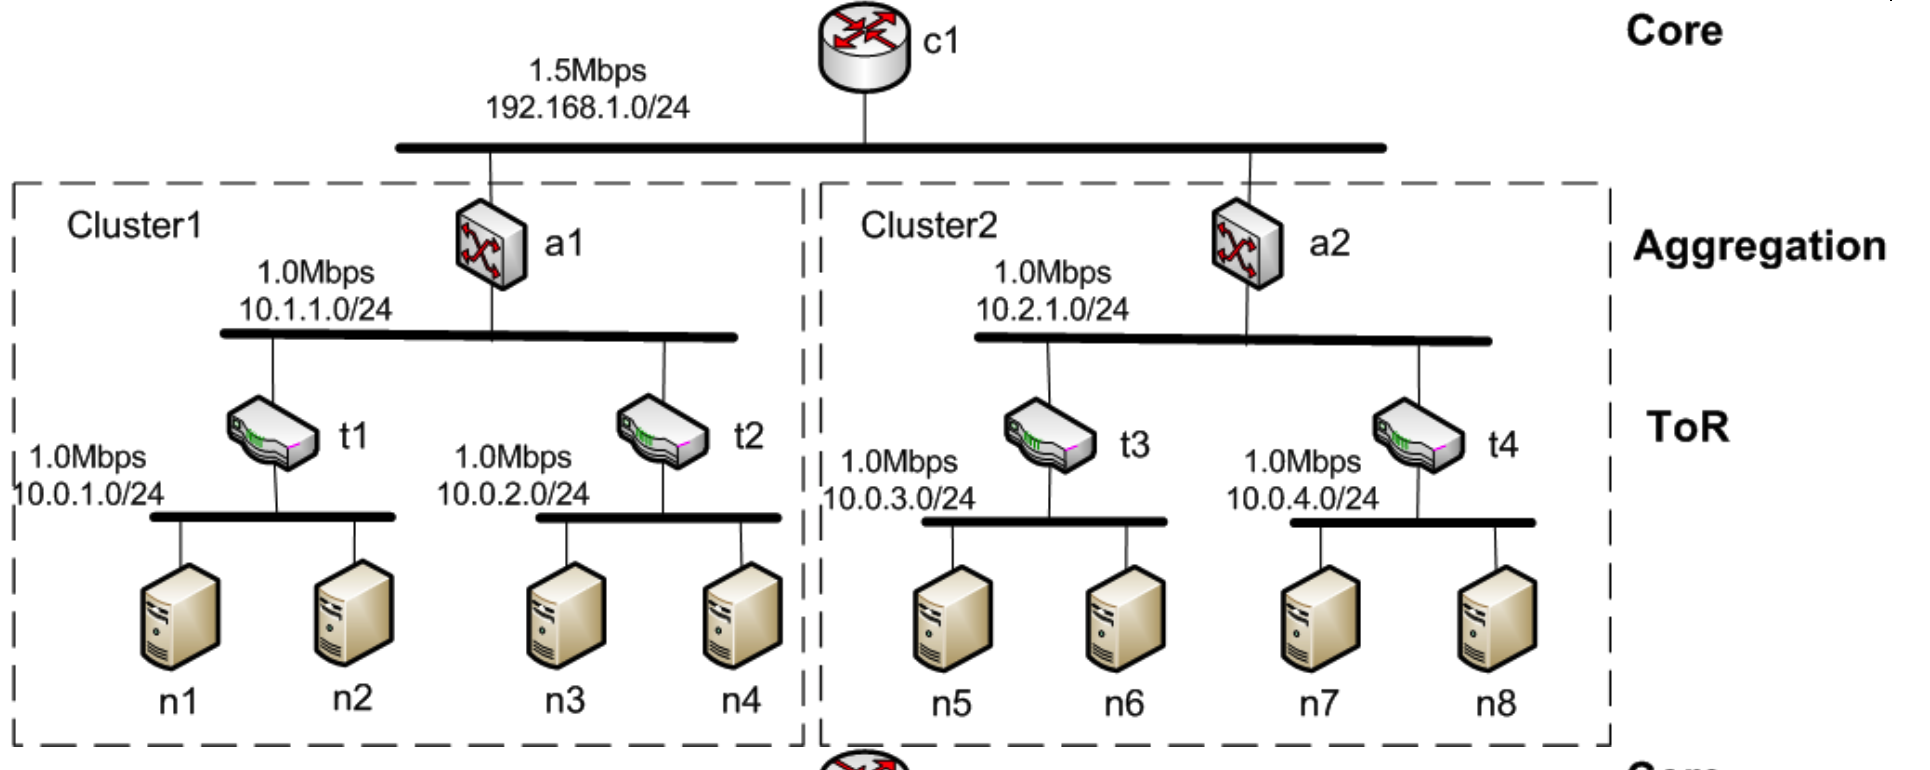 c1
Core
1.5Mbps
192.168.1.0/24
Cluster1
a1
Cluster2
a2
Aggregation
1.0Mbps
10.1.1.0/24
1.0Mbps
10.2.1.0/24
t1
t2
t3
t4
ToR
1.0Mbps
10.0.1.0/24
1.0Mbps
10.0.2.0/24
1.0Mbps
10.0.3.0/24
1.0Mbps
10.0.4.0/24
n1
n2
n3
n4
n5
n6
n7
n8